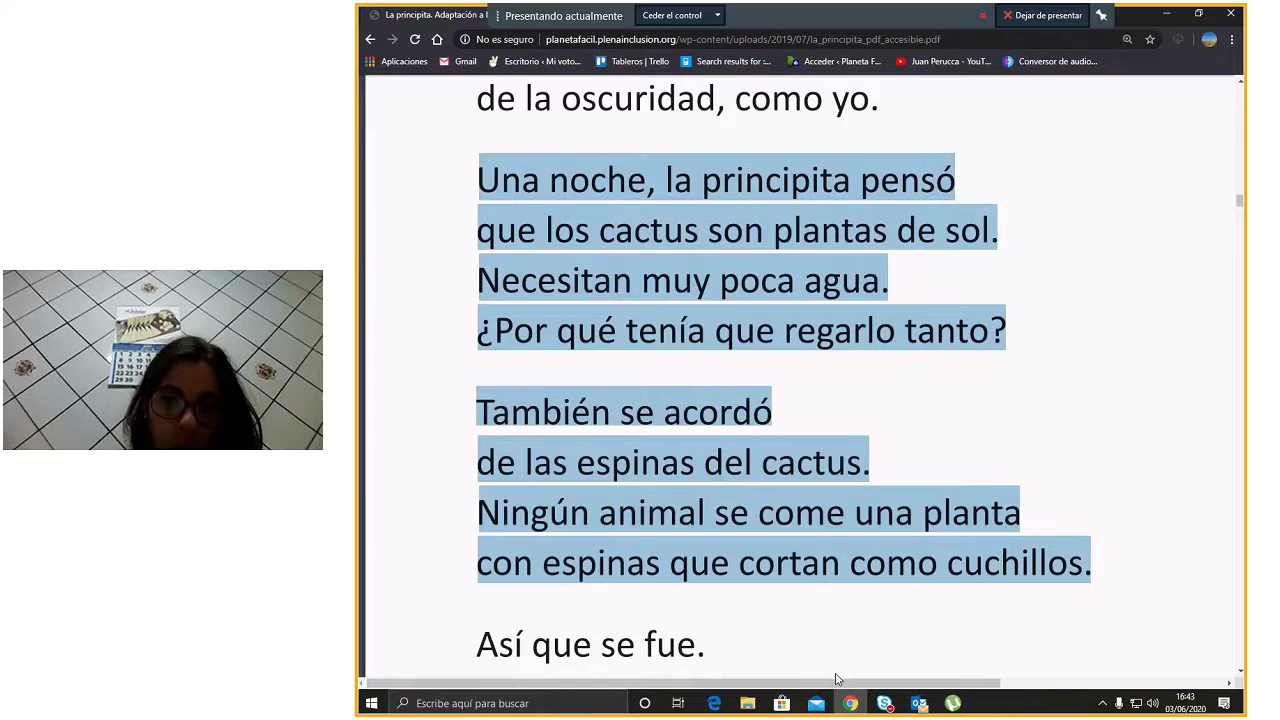 La principita. Adaptación a l
Presentando actualmente
Ceder el control
Dejar de presentar
No es seguro
planetafacil.plenainclusion.org/wp-content/uploads/2019/07/la_principita_pdf_accesible.pdf
Aplicaciones
Gmail
Escritorio ‹ Mi voto...
Tableros | Trello
Search results for :...
Acceder ‹ Planeta F...
Juan Perucca - YouT...
Conversor de audio...
de la oscuridad, como yo.
Una noche, la principita pensó
que los cactus son plantas de sol.
Necesitan muy poca agua.
¿Por qué tenía que regarlo tanto?
También se acordó
de las espinas del cactus.
Ningún animal se come una planta
con espinas que cortan como cuchillos.
Así que se fue.
Escribe aquí para buscar
16:43
03/06/2020